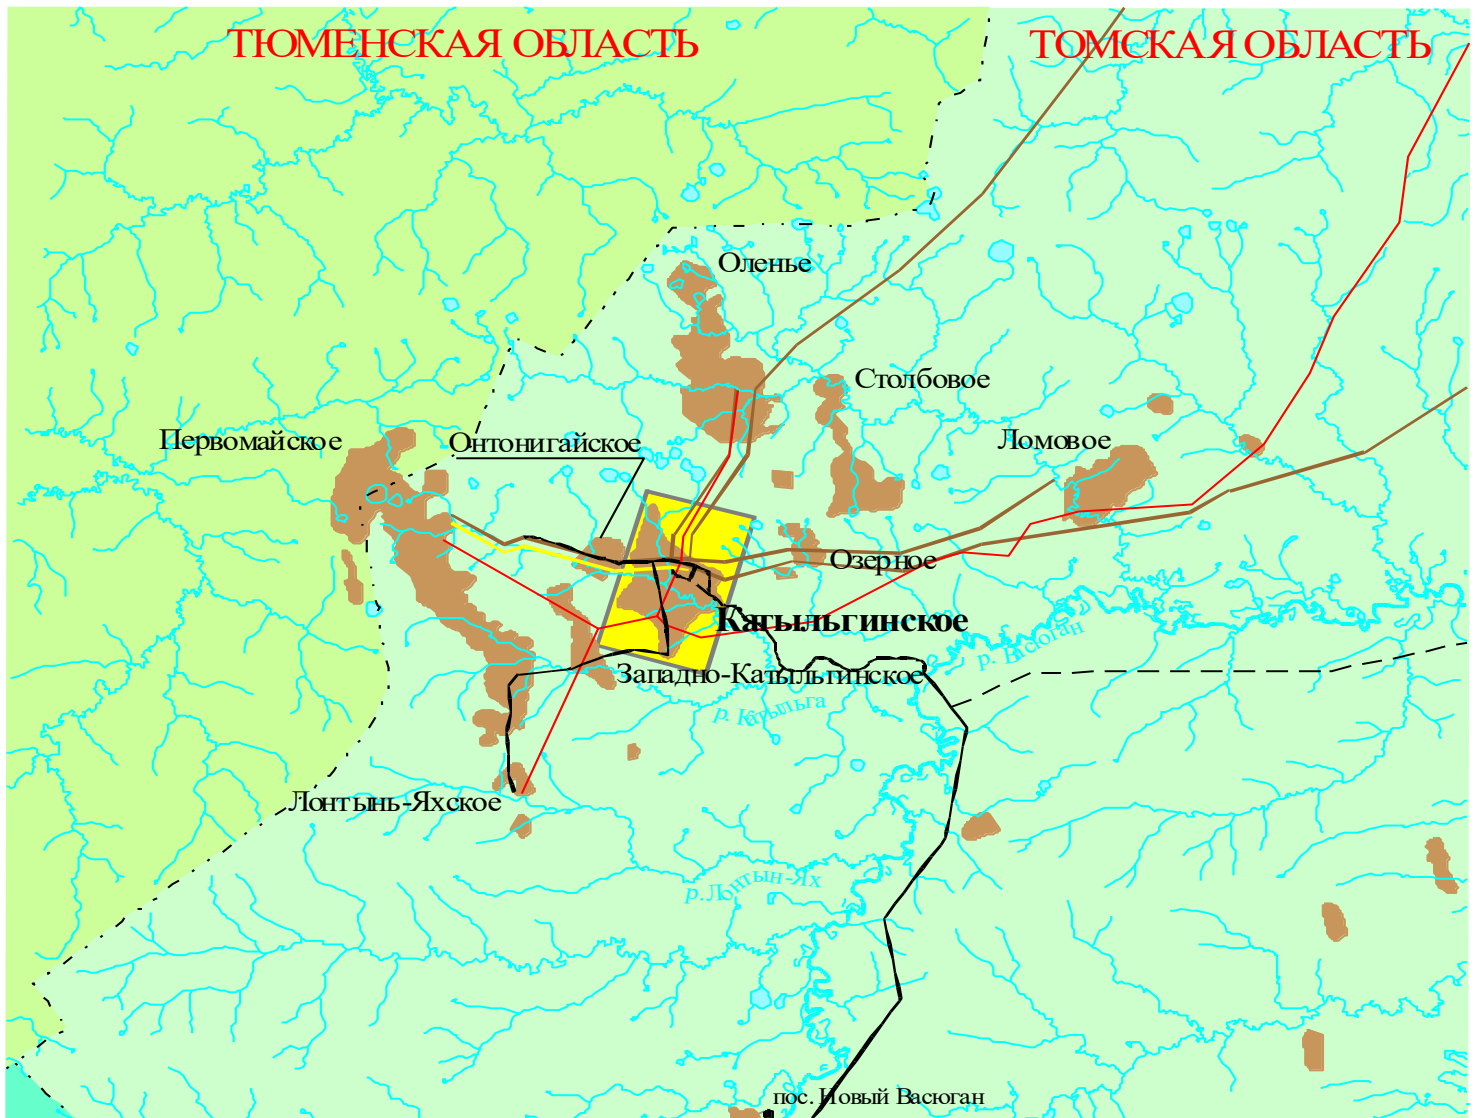 ТЮМЕНСКАЯ ОБЛАСТЬ
ТОМСКАЯ ОБЛАСТЬ
Оленье
Столбовое
Первомайское
Онтонигайское
Ломовое
Озерное
Катыльгинское
р. Васюган
Западно-Катыльгинское
р. Катыльга
Лонтынь-Яхское
р. Лонтын-Ях
пос. Новый Васюган